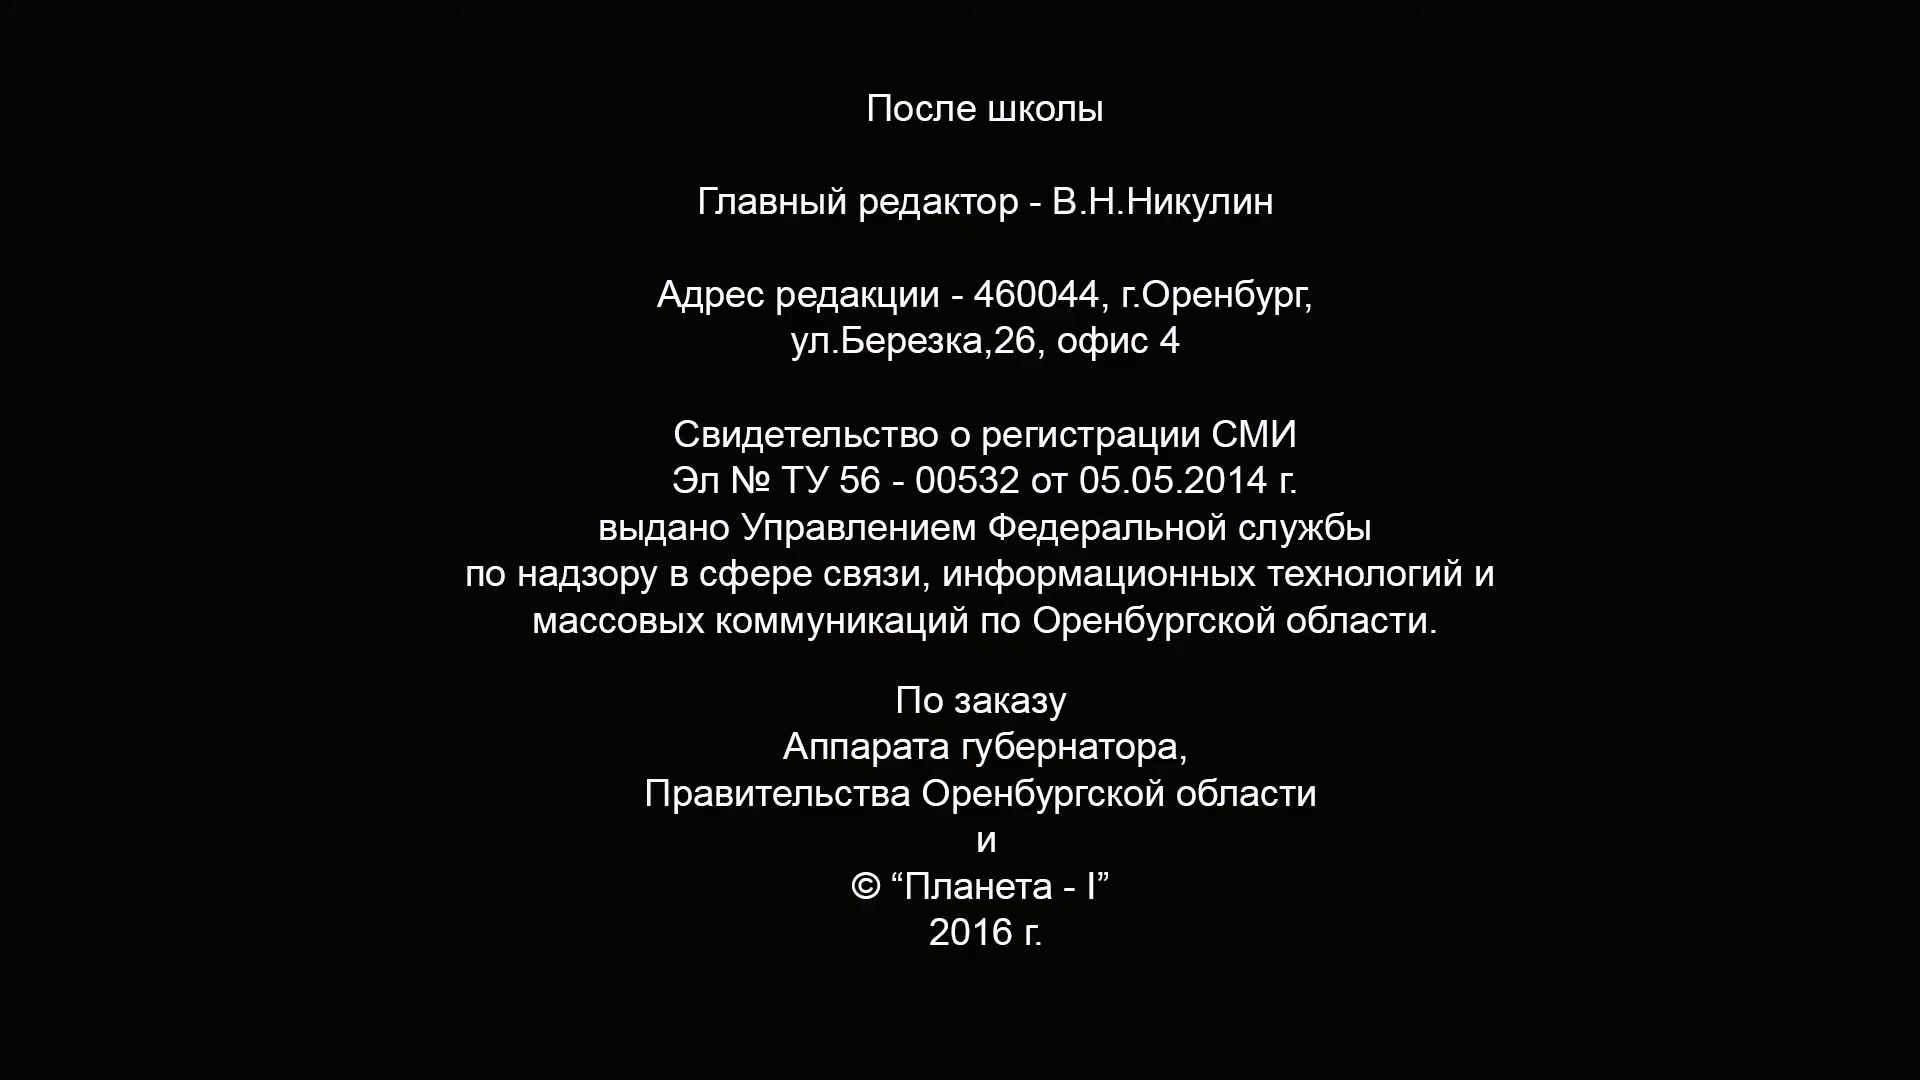 После школы
Главный редактор - В.Н.Никулин
Адрес редакции - 460044, г.Оренбург,
ул.Березка,26, офис 4
Свидетельство о регистрации СМИ
Эл № ТУ 56 - 00532 от 05.05.2014 г.
выдано Управлением Федеральной службы
по надзору в сфере связи, информационных технологий и
массовых коммуникаций по Оренбургской области.
По заказу
Аппарата губернатора,
Правительства Оренбургской области
и
© “Планета - I”
2016 г.